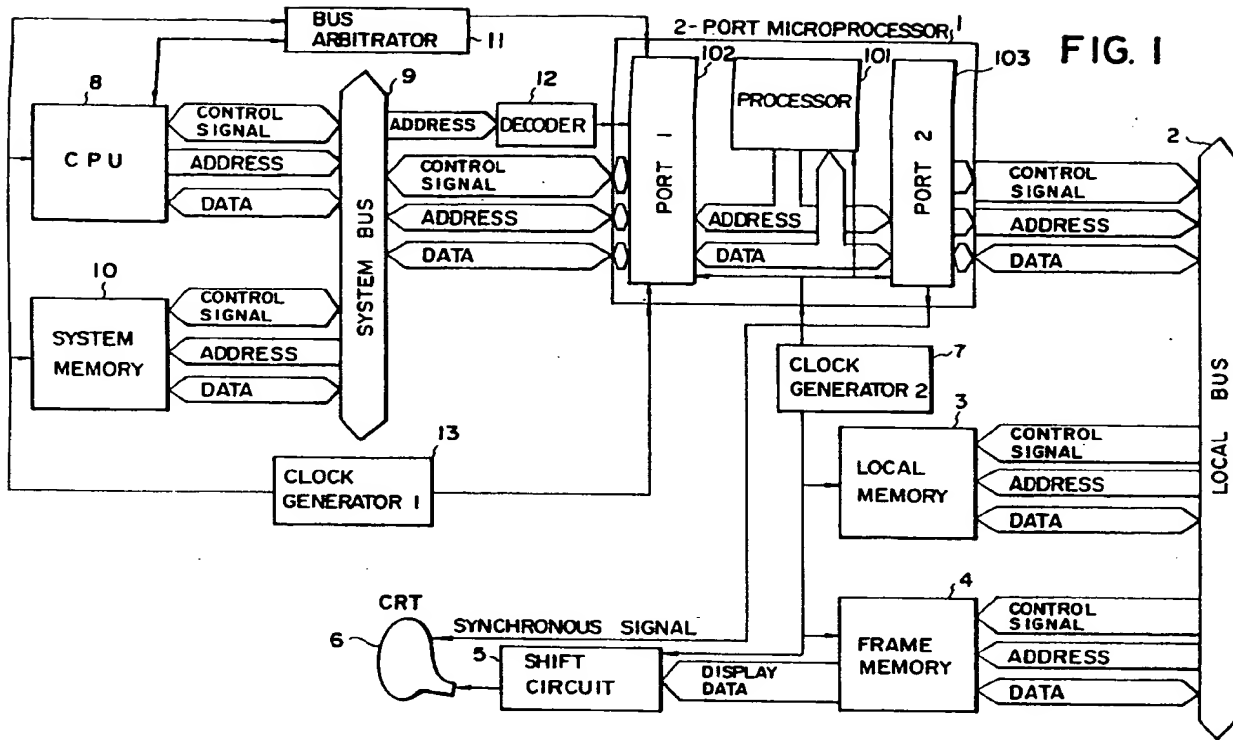 FIG. 1
BUS
ARBITRATOR
11
2-PORT MICROPROCESSOR
1
102
101
103
8
CPU
CONTROL
SIGNAL
ADDRESS
DATA
9
SYSTEM BUS
ADDRESS
12
DECODER
CONTROL
SIGNAL
ADDRESS
DATA
PORT 1
PROCESSOR
ADDRESS
DATA
PORT 2
CONTROL
SIGNAL
ADDRESS
DATA
2
LOCAL BUS
10
SYSTEM
MEMORY
CONTROL
SIGNAL
ADDRESS
DATA
13
CLOCK
GENERATOR 1
7
CLOCK
GENERATOR 2
3
LOCAL
MEMORY
CONTROL
SIGNAL
ADDRESS
DATA
CRT
6
SYNCHRONOUS SIGNAL
5
SHIFT
CIRCUIT
DISPLAY
DATA
4
FRAME
MEMORY
CONTROL
SIGNAL
ADDRESS
DATA